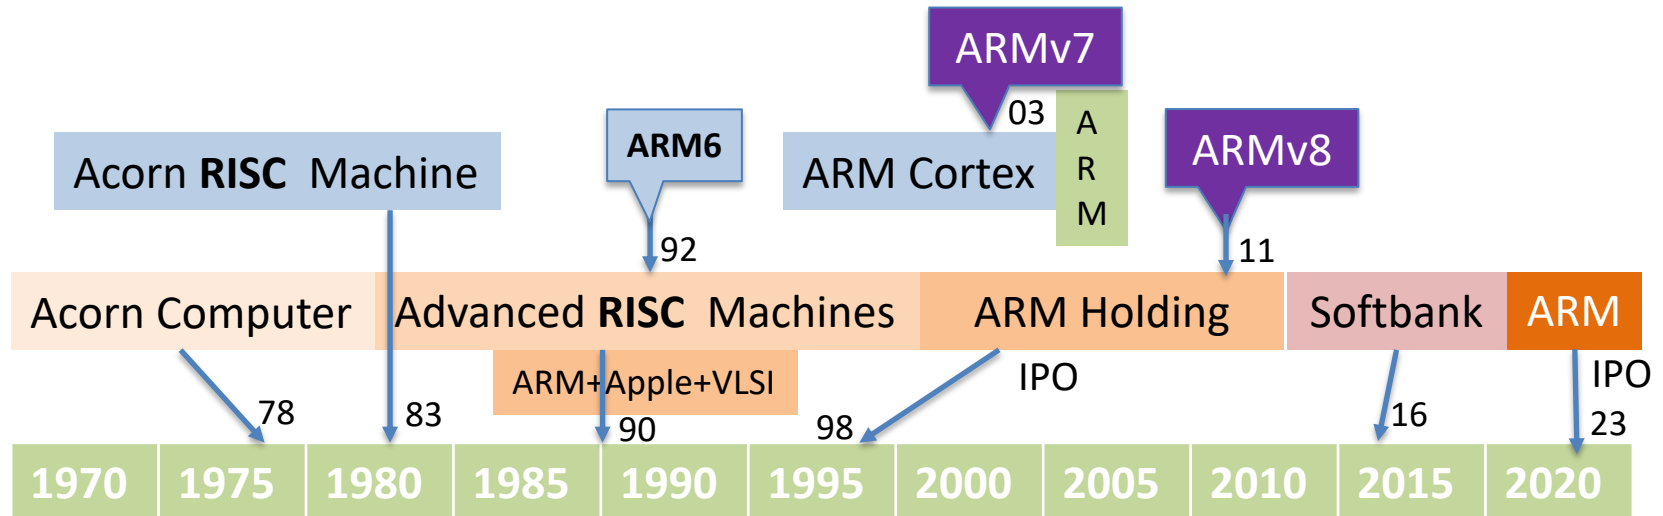 ARMv7
03
A
R
M
ARM6
ARMv8
Acorn RISC Machine
ARM Cortex
92
11
Acorn Computer
Advanced RISC Machines
ARM Holding
Softbank
ARM
ARM+Apple+VLSI
IPO
IPO
78
83
90
98
16
23
1970
1975
1980
1985
1990
1995
2000
2005
2010
2015
2020